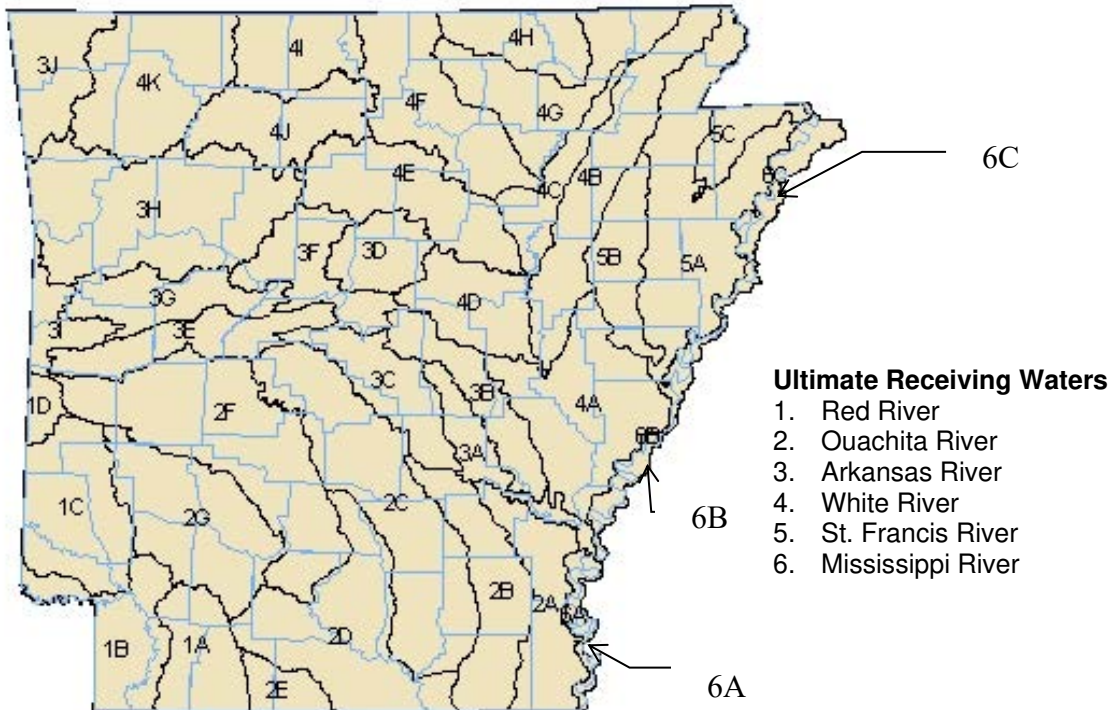 4H
4I
3J
4K
4F
4G
4J
5C
4E
6C
6C
4C
4B
3H
3F
3D
5B
5A
3G
4D
3I
3E
3C
3B
1D
2F
4A
Ultimate Receiving Waters
1. Red River
2. Ouachita River
3. Arkansas River
4. White River
5. St. Francis River
6. Mississippi River
6B
3A
1C
2G
2C
6B
2B
2A
6A
2D
1B
1A
2E
6A